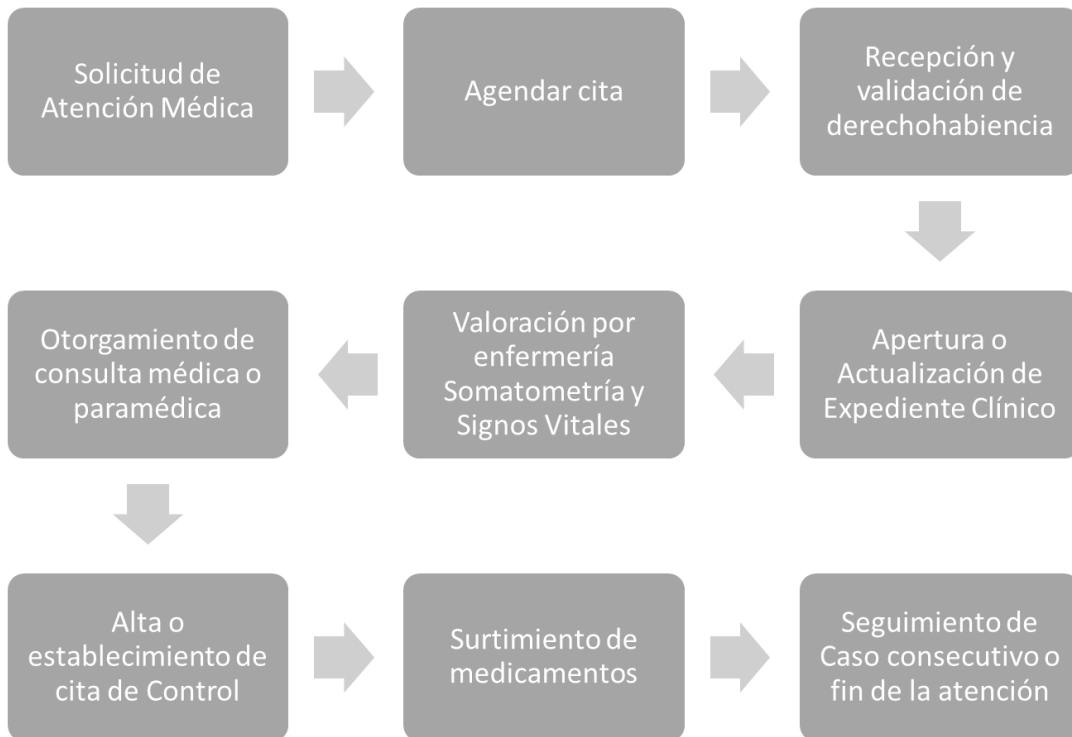 Solicitud de
Atención Médica
Agendar cita
Recepción y
validación de
derechohabiencia
Apertura o
Actualización de
Expediente Clínico
Valoración por
enfermería
Somatometría y
Signos Vitales
Otorgamiento de
consulta médica o
paramédica
Alta o
establecimiento de
cita de Control
Surtimiento de
medicamentos
Seguimiento de
Caso consecutivo o
fin de la atención